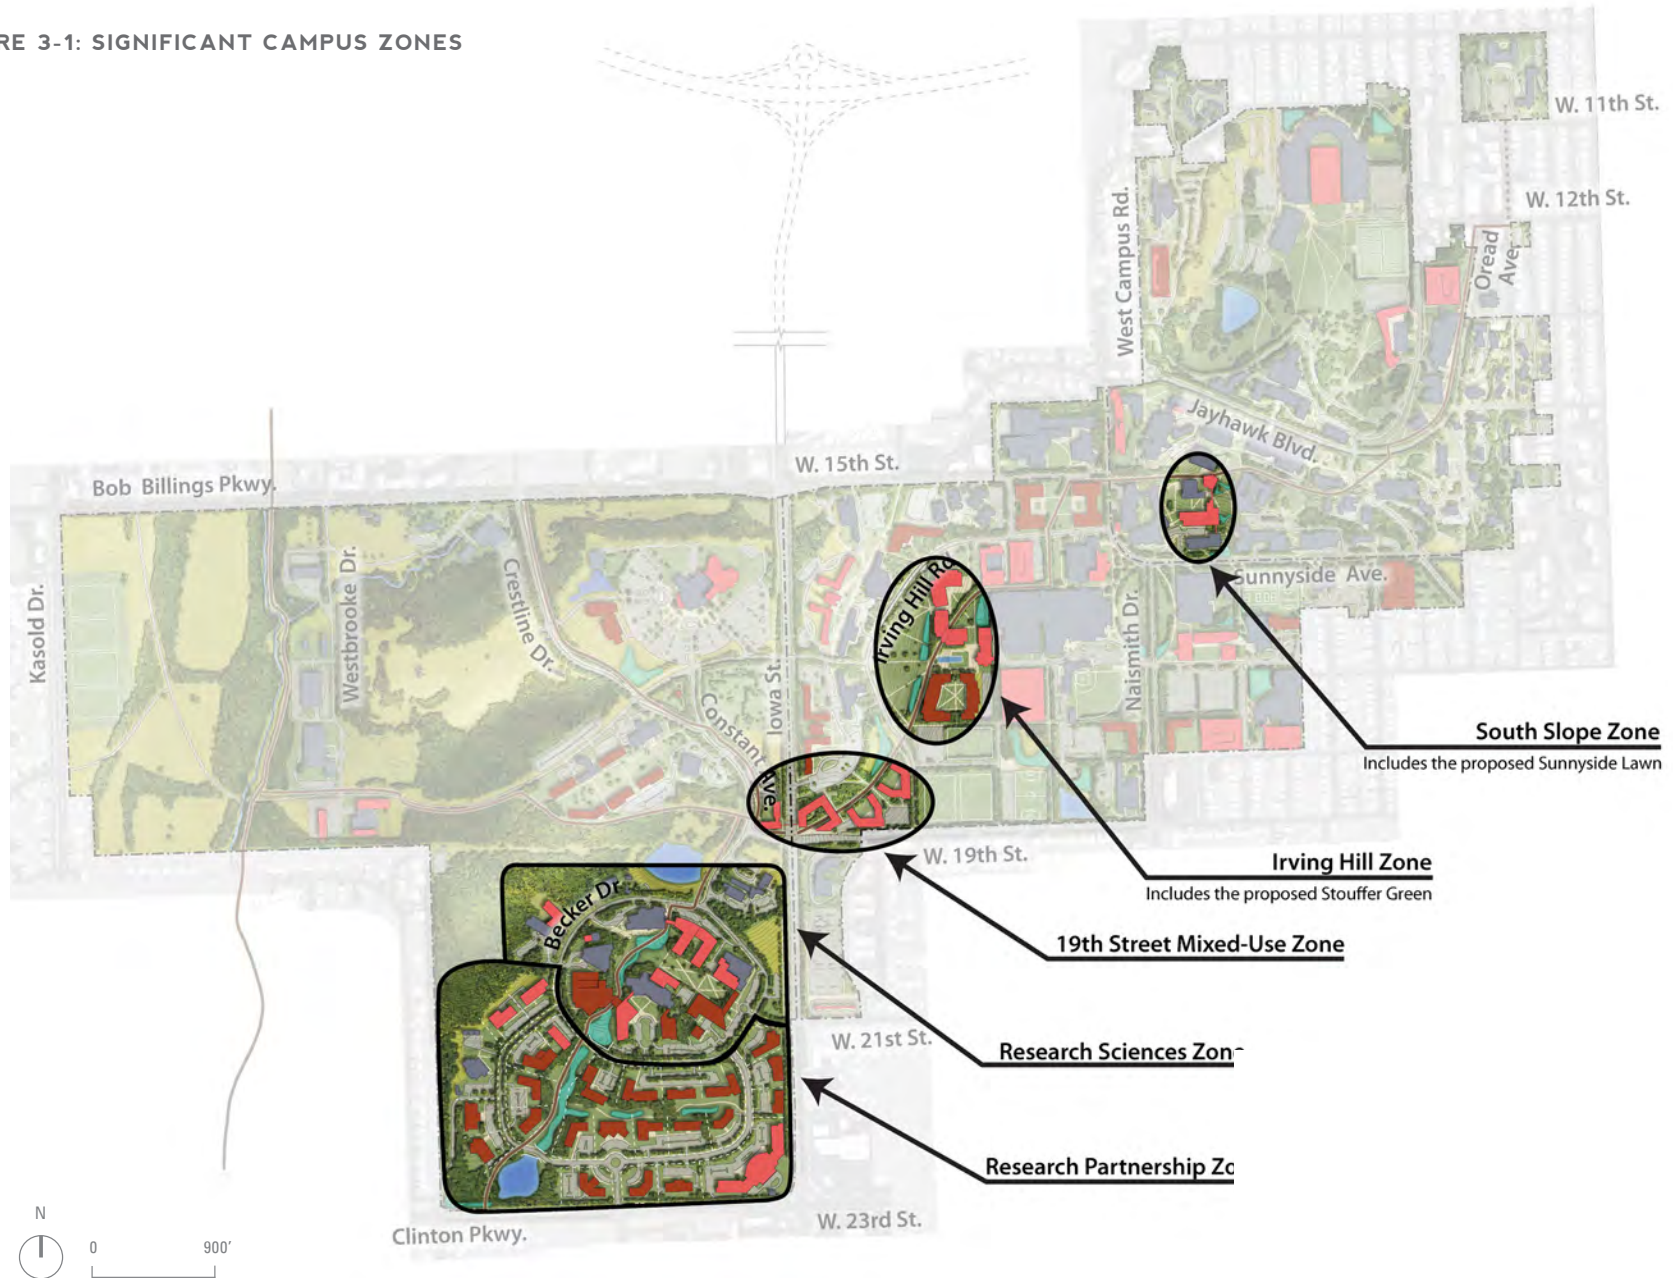 RE 3-1: SIGNIFICANT CAMPUS ZONES
W. 11th St.
W. 12th St.
West Campus Rd.
Oread
Ave.
Jayhawk Blvd.
W. 15th St.
Bob Billings Pkwy.
Kasold Dr.
Westbrooke Dr.
Crestline Dr.
Iowa St.
Constant Ave.
Irving Hill Rd
Naismith Dr.
Sunnyside Ave.
South Slope Zone
Includes the proposed Sunnyside Lawn
W. 19th St.
Irving Hill Zone
Includes the proposed Stouffer Green
Becker Dr
19th Street Mixed-Use Zone
W. 21st St.
Research Sciences Zon
Research Partnership Zo
W. 23rd St.
Clinton Pkwy.
N
0 900′